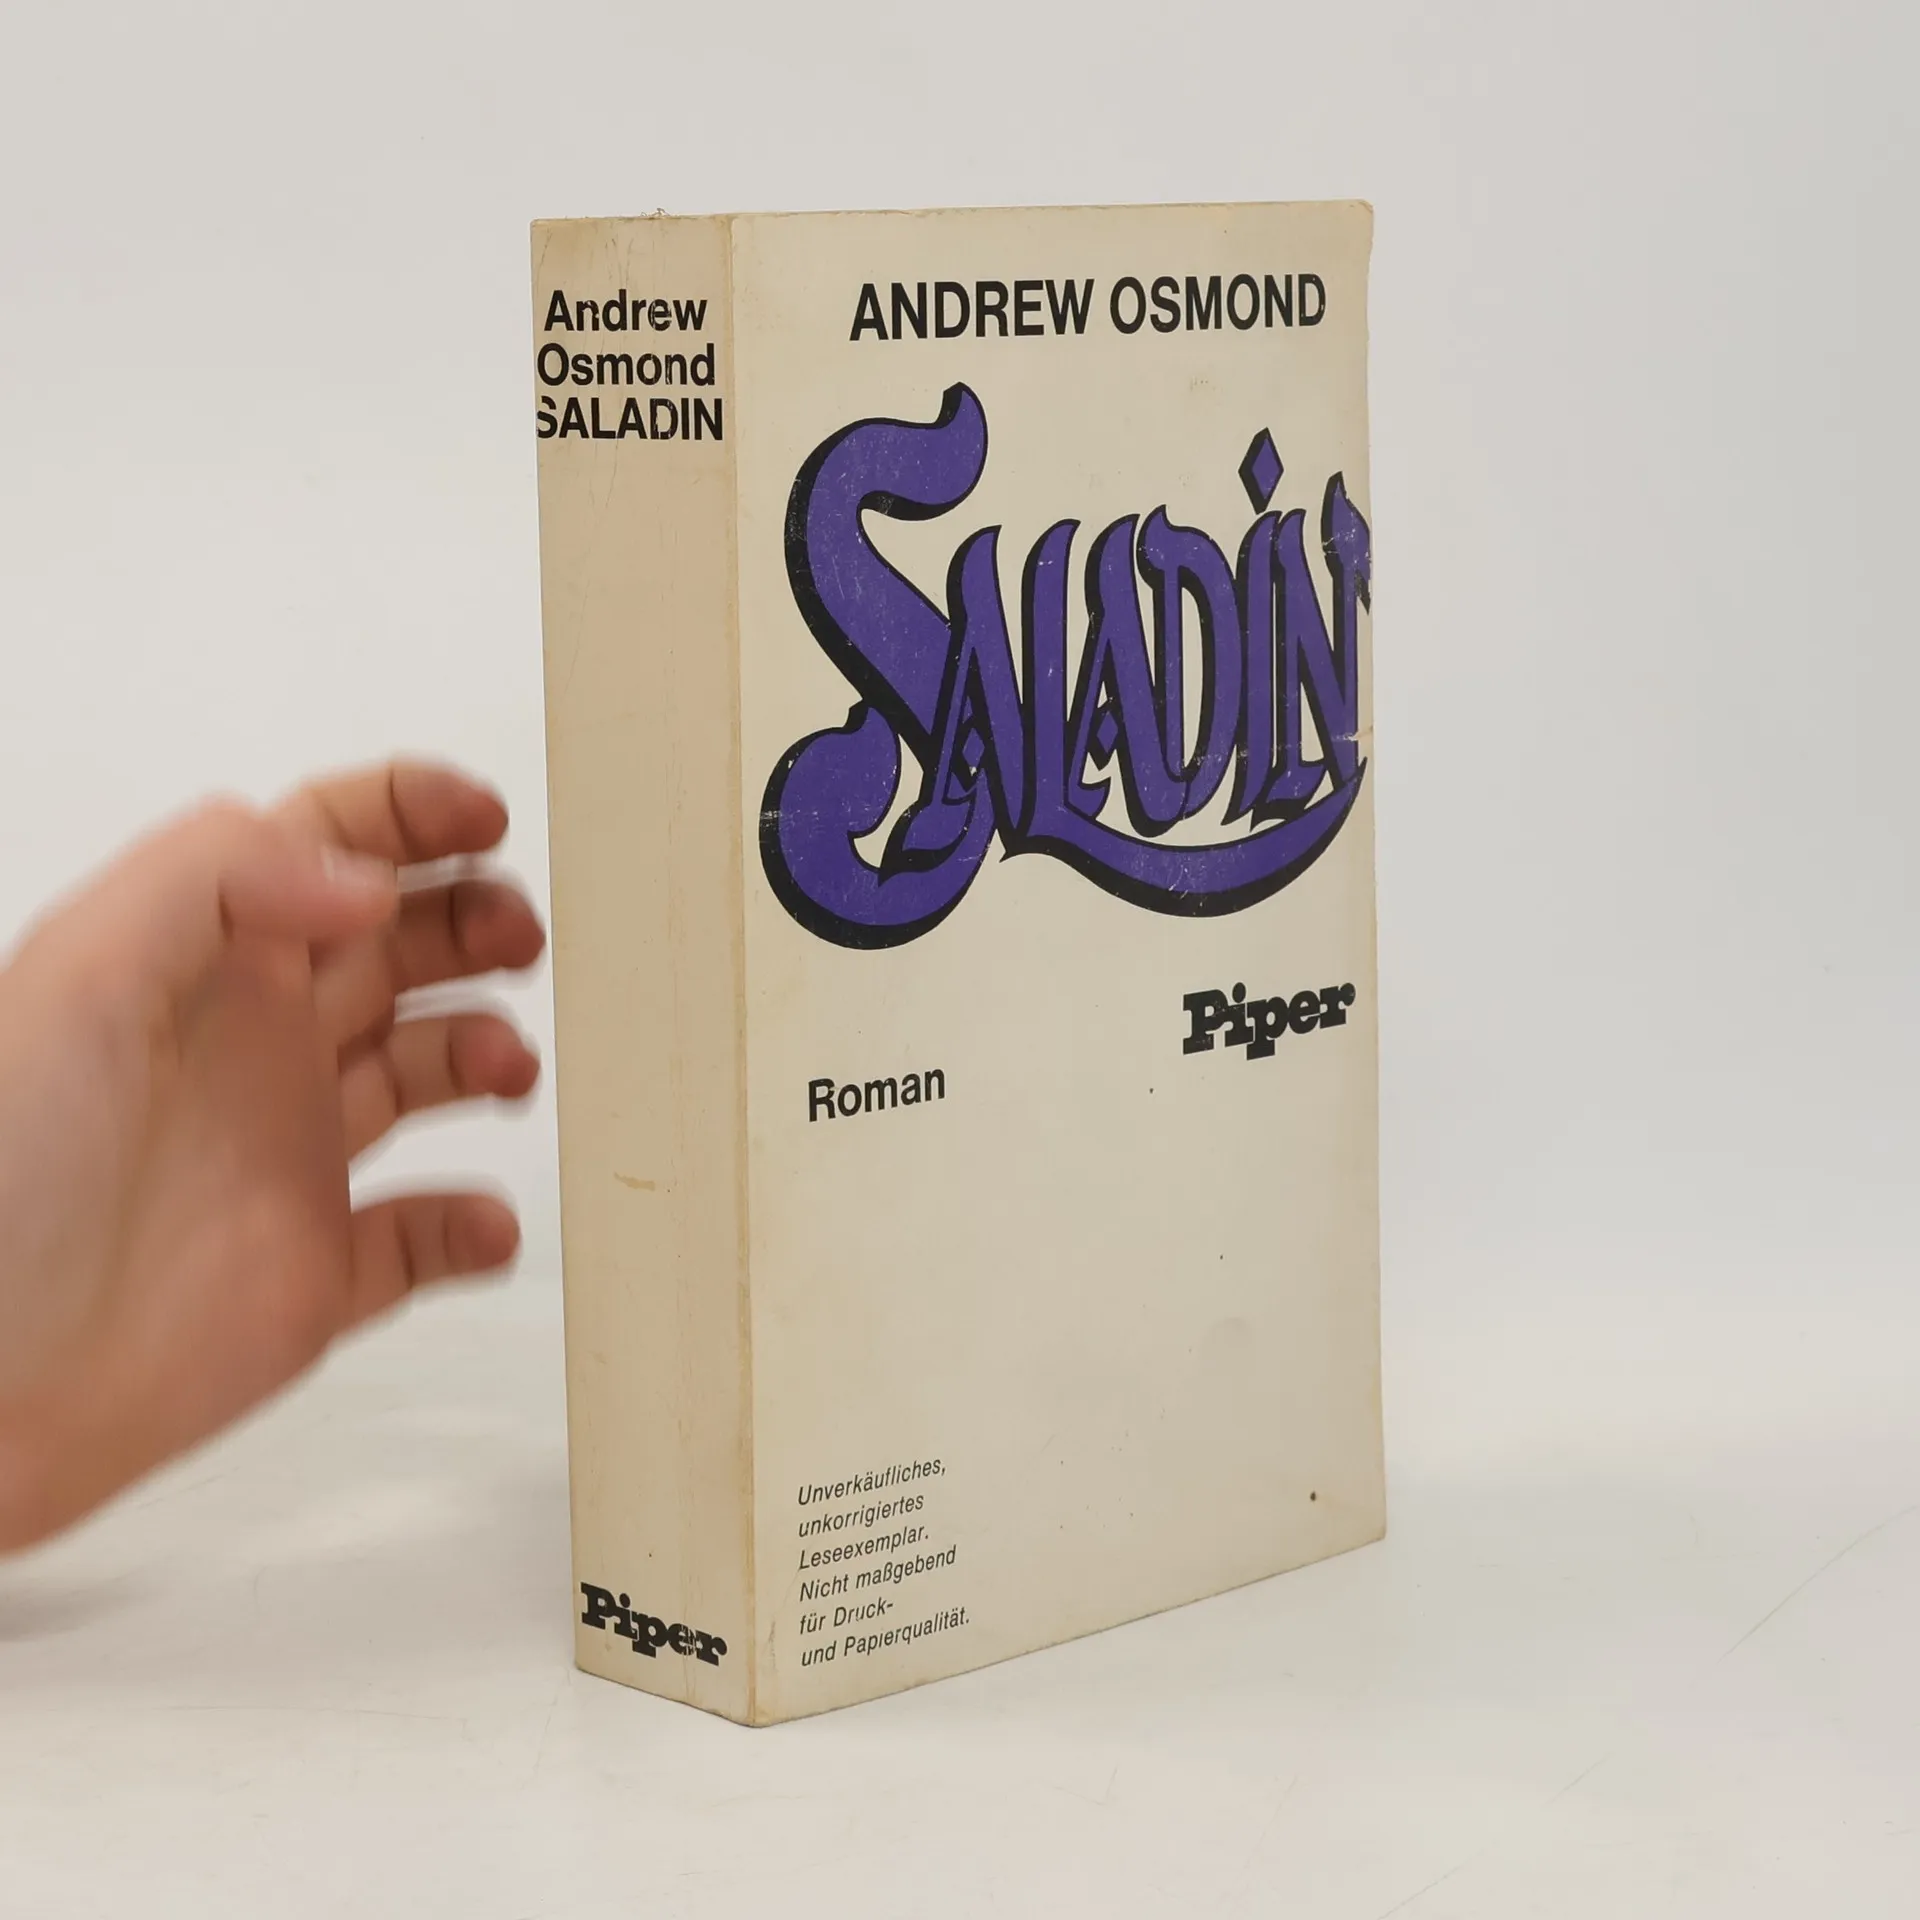 Andrew
Osmond
SALADIN
Piper
ANDREW OSMOND
SALADIN
Piper
Roman
Unverkäufliches,
unkorrigiertes
Leseexemplar.
Nicht maßgebend
für Druck-
und Papierqualität.